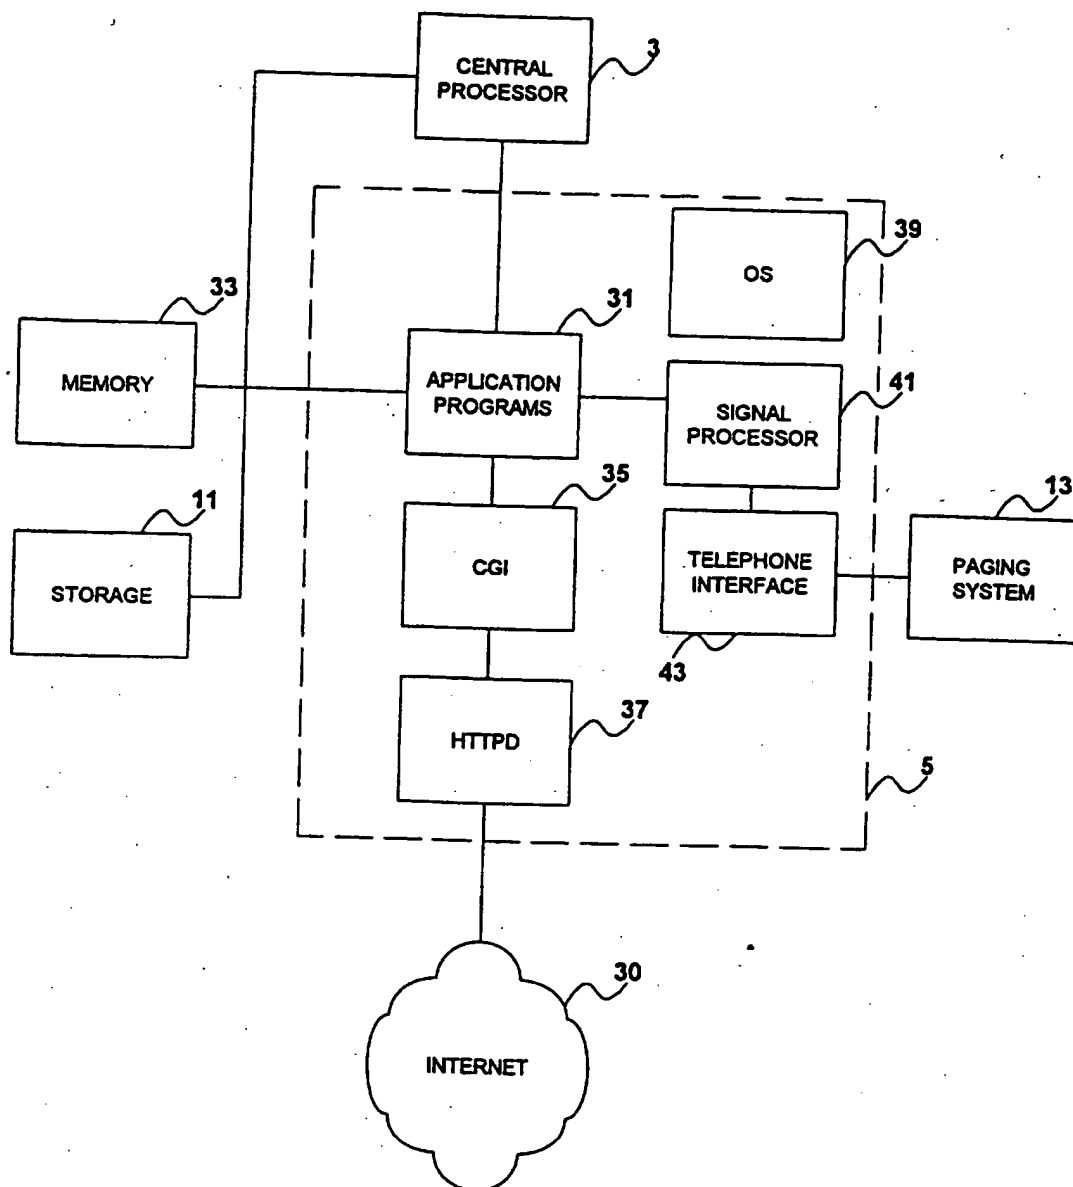 3
CENTRAL
PROCESSOR
39
OS
33
MEMORY
31
APPLICATION
PROGRAMS
41
SIGNAL
PROCESSOR
11
STORAGE
35
CGI
TELEPHONE
INTERFACE
43
13
PAGING
SYSTEM
37
HTTPD
5
30
INTERNET